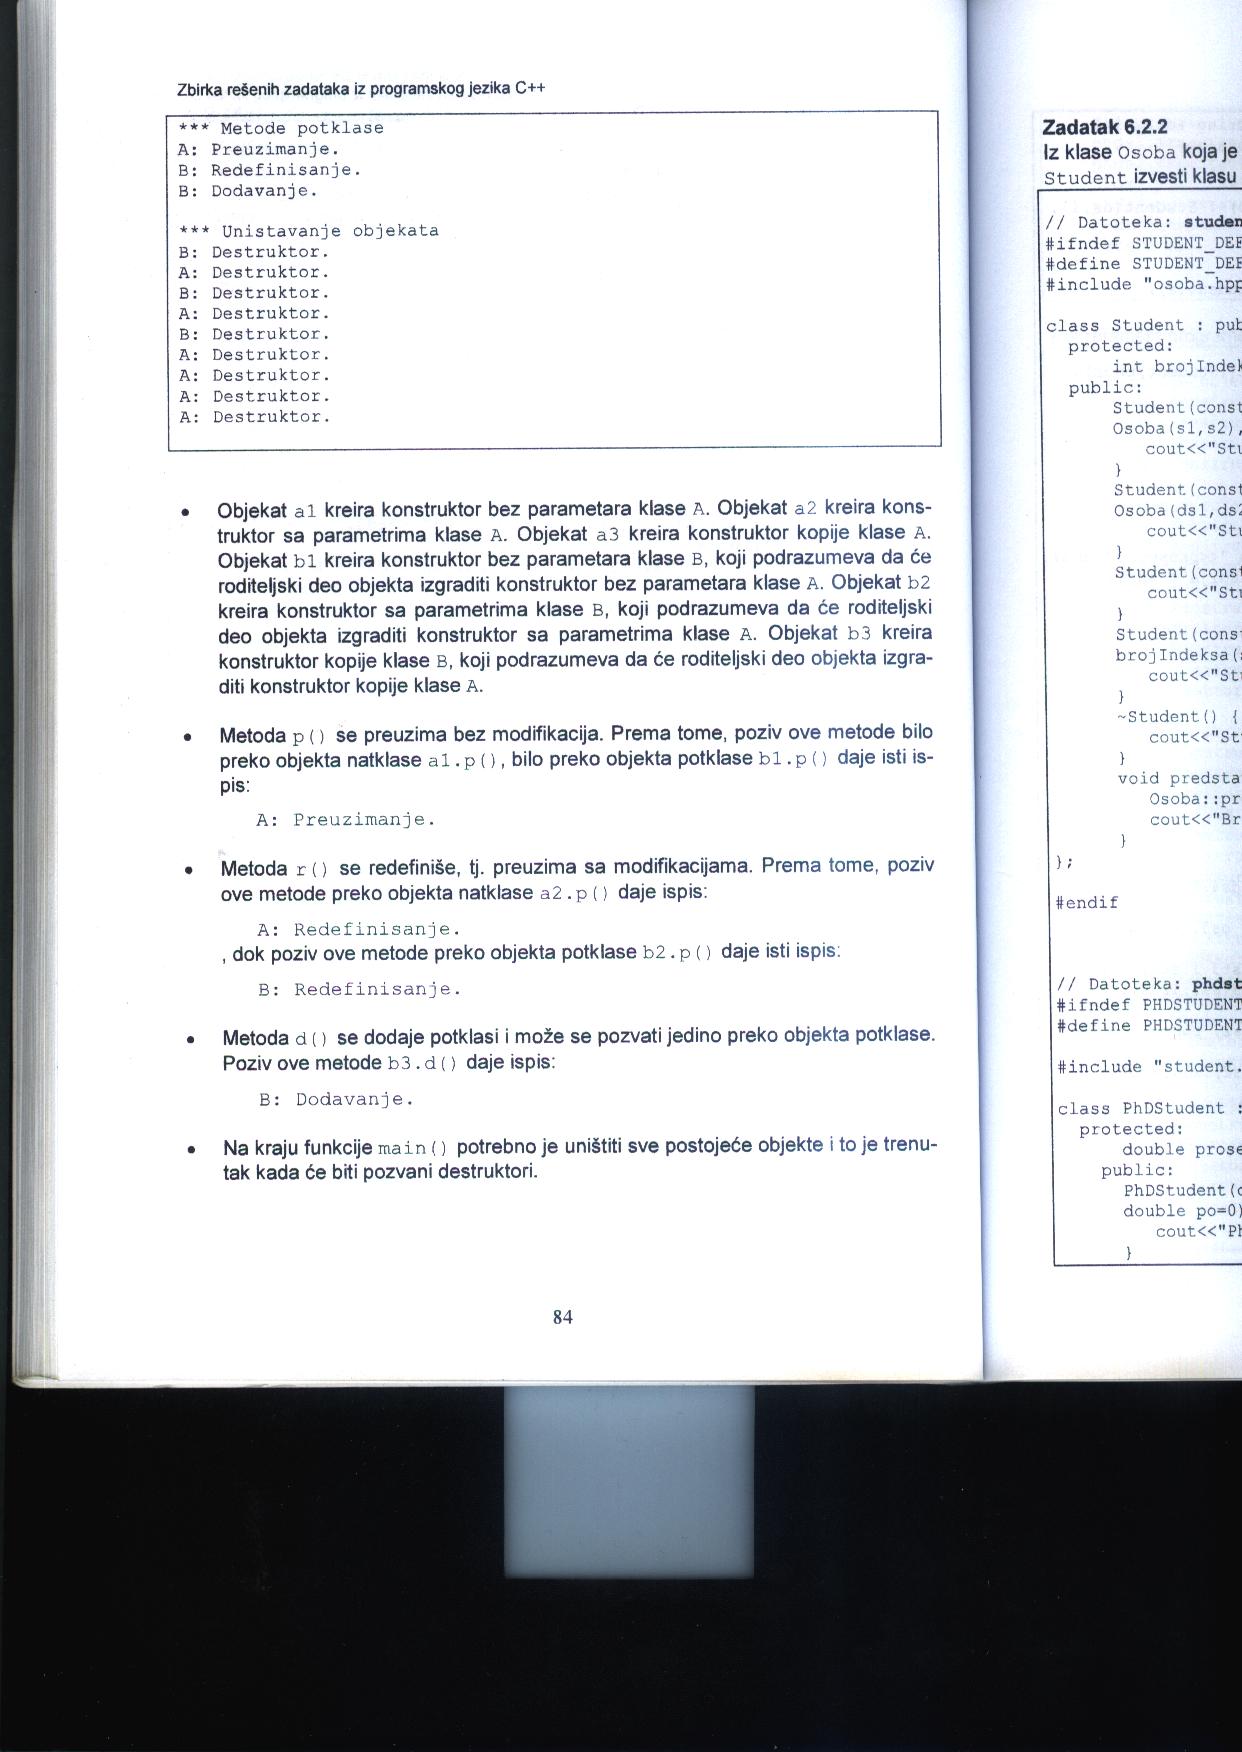 Zbirka rešenih zadataka iz programskog jezika C++
*** Metode potklase
A: Preuzimanje.
B: Redefinisanje.
B: Dodavanje.
*** Unistavanje objekata
B: Destruktor.
A: Destruktor.
B: Destruktor.
A: Destruktor.
B: Destruktor.
A: Destruktor.
A: Destruktor.
A: Destruktor.
A: Destruktor.
• Objekat a1 kreira konstruktor bez parametara klase A. Objekat a2 kreira kons-
truktor sa parametrima klase A. Objekat a3 kreira konstruktor kopije klase A.
Objekat b1 kreira konstruktor bez parametara klase B, koji podrazumeva da će
roditeljski deo objekta izgraditi konstruktor bez parametara klase A. Objekat b2
kreira konstruktor sa parametrima klase B, koji podrazumeva da će roditeljski
deo objekta izgraditi konstruktor sa parametrima klase A. Objekat b3 kreira
konstruktor kopije klase B, koji podrazumeva da će roditeljski deo objekta izgra-
diti konstruktor kopije klase A.
• Metoda p() se preuzima bez modifikacija. Prema tome, poziv ove metode bilo
preko objekta natklase a1.p(), bilo preko objekta potklase b1.p() daje isti is-
pis:
A: Preuzimanje.
• Metoda r() se redefiniše, tj. preuzima sa modifikacijama. Prema tome, poziv
ove metode preko objekta natklase a2.p() daje ispis:
A: Redefinisanje.
, dok poziv ove metode preko objekta potklase b2.p() daje isti ispis:
B: Redefinisanje.
• Metoda d() se dodaje potklasi i može se pozvati jedino preko objekta potklase.
Poziv ove metode b3.d() daje ispis:
B: Dodavanje.
• Na kraju funkcije main() potrebno je uništiti sve postojeće objekte i to je trenu-
tak kada će biti pozvani destruktori.
84
Zadatak 6.2.2
Iz klase Osoba koja je
Student izvesti klasu
// Datoteka: studen
#ifndef STUDENT_DEF
#define STUDENT_DEF
#include "osoba.hpp
class Student : pub
protected:
int brojIndek
public:
Student(const
Osoba(s1,s2),
cout<<"Stu
}
Student(const
Osoba(ds1,ds2
cout<<"Stu
}
Student(const
cout<<"Stu
}
Student(cons
brojIndeksa(
cout<<"St
}
~Student() {
cout<<"St
}
void predsta
Osoba::pr
cout<<"Br
}
};
#endif
// Datoteka: phdst
#ifndef PHDSTUDENT
#define PHDSTUDENT
#include "student.
class PhDStudent :
protected:
double prose
public:
PhDStudent(
double po=0)
cout<<"Ph
}